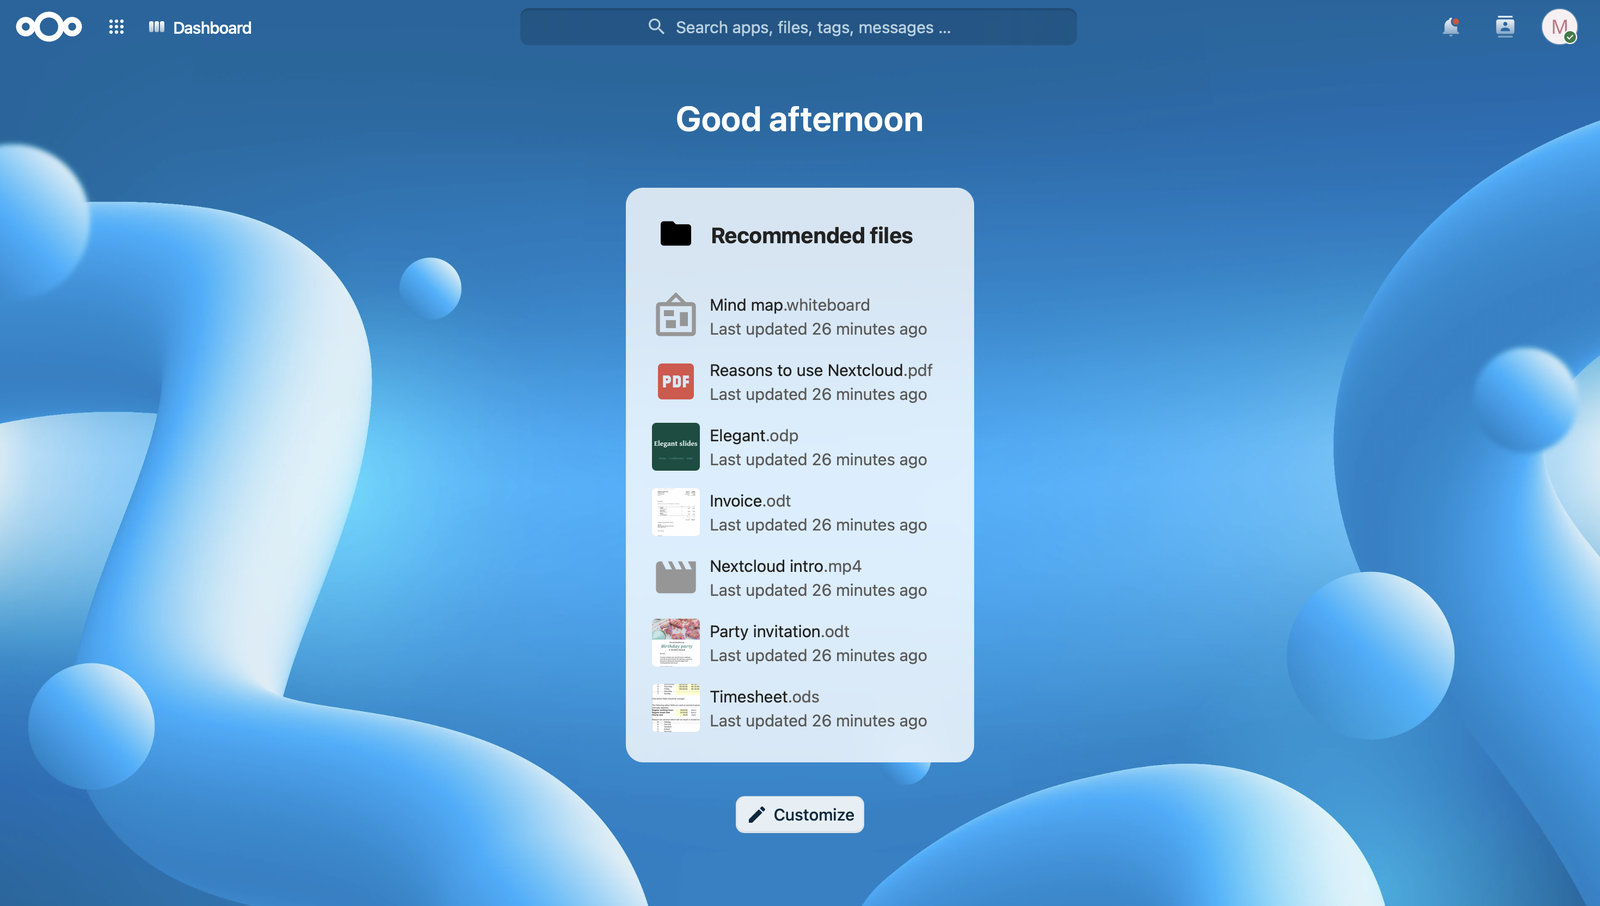 Dashboard
Search apps, files, tags, messages ...
M
Good afternoon
Recommended files
Mind map.whiteboard
Last updated 26 minutes ago
PDF
Reasons to use Nextcloud.pdf
Last updated 26 minutes ago
Elegant slides
Elegant.odp
Last updated 26 minutes ago
Invoice.odt
Last updated 26 minutes ago
Nextcloud intro.mp4
Last updated 26 minutes ago
Birthday party
Party invitation.odt
Last updated 26 minutes ago
Timesheet.ods
Last updated 26 minutes ago
Customize